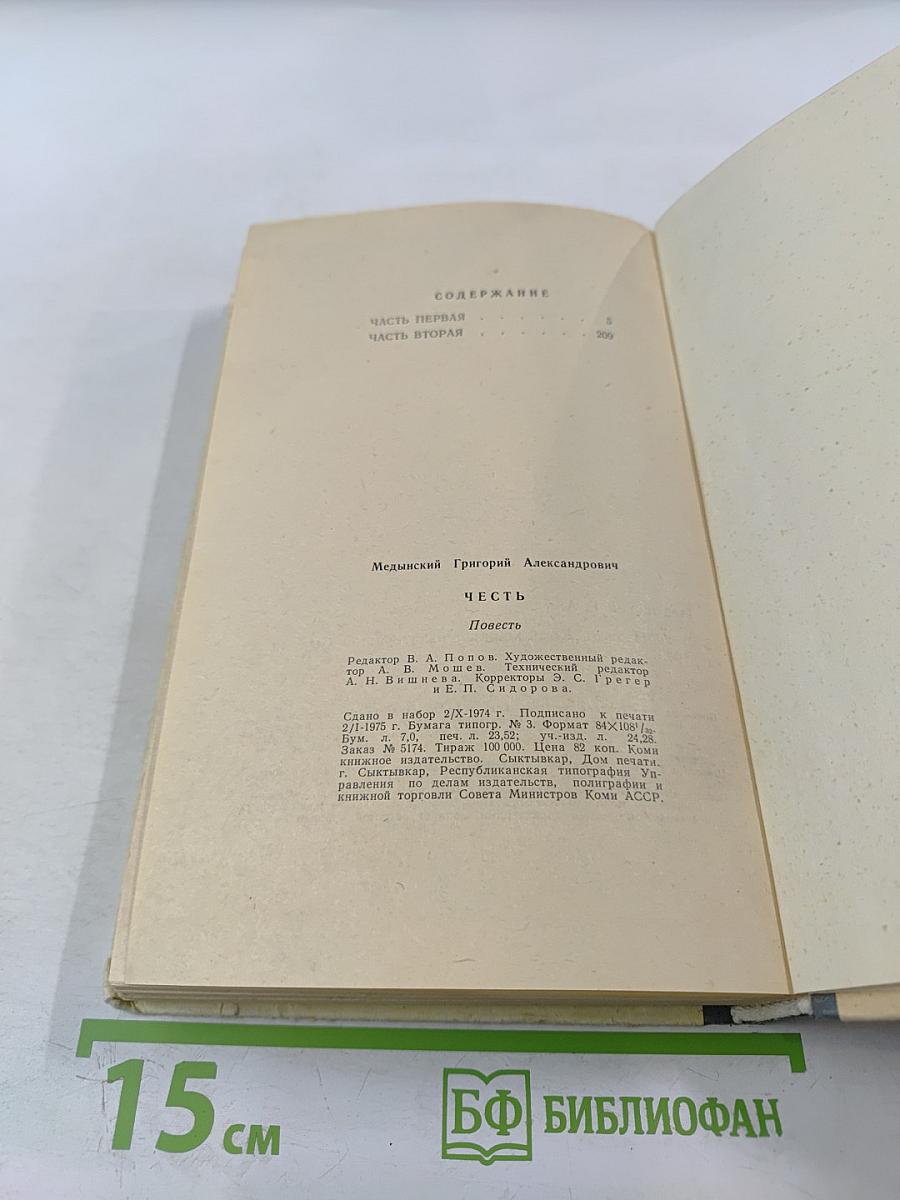 СОДЕРЖАНИЕ
ЧАСТЬ ПЕРВАЯ . . . . . . 5
ЧАСТЬ ВТОРАЯ . . . . . . 209
Медынский Григорий Александрович
ЧЕСТЬ
Повесть
Редактор В. А. Попов. Художественный редак-
тор А. В. Мошев. Технический редактор
А. Н. Вишнева. Корректоры Э. С. Грегер
и Е. П. Сидорова.
Сдано в набор 2/X-1974 г. Подписано к печати
2/I-1975 г. Бумага типогр. № 3. Формат 84×108¹/₃₂.
Бум. л. 7,0, печ. л. 23,52; уч.-изд. л. 24,28.
Заказ № 5174. Тираж 100 000. Цена 82 коп. Коми
книжное издательство. Сыктывкар, Дом печати.
г. Сыктывкар, Республиканская типография Уп-
равления по делам издательств, полиграфии и
книжной торговли Совета Министров Коми АССР.
15 см
БФ БИБЛИОФАН